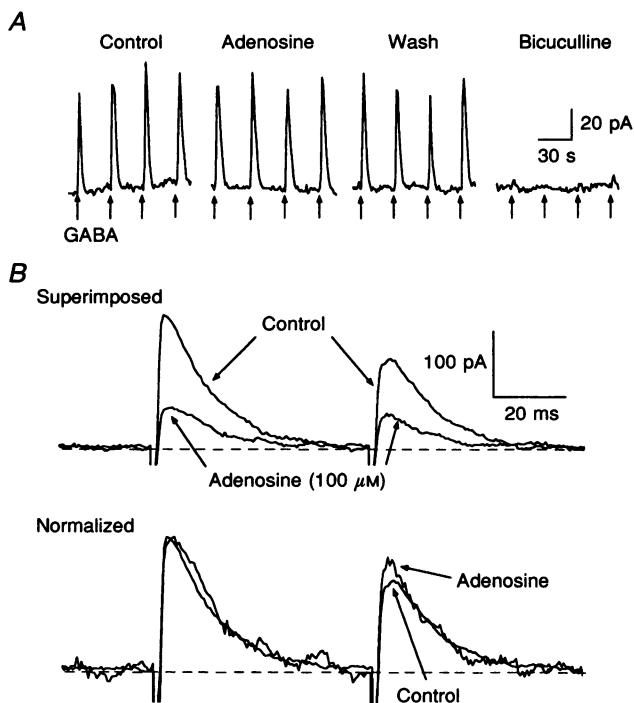 A
Control Adenosine Wash Bicuculline
20 pA
30 s
GABA
B
Superimposed
Control
100 pA
20 ms
Adenosine (100 μM)
Normalized
Adenosine
Control